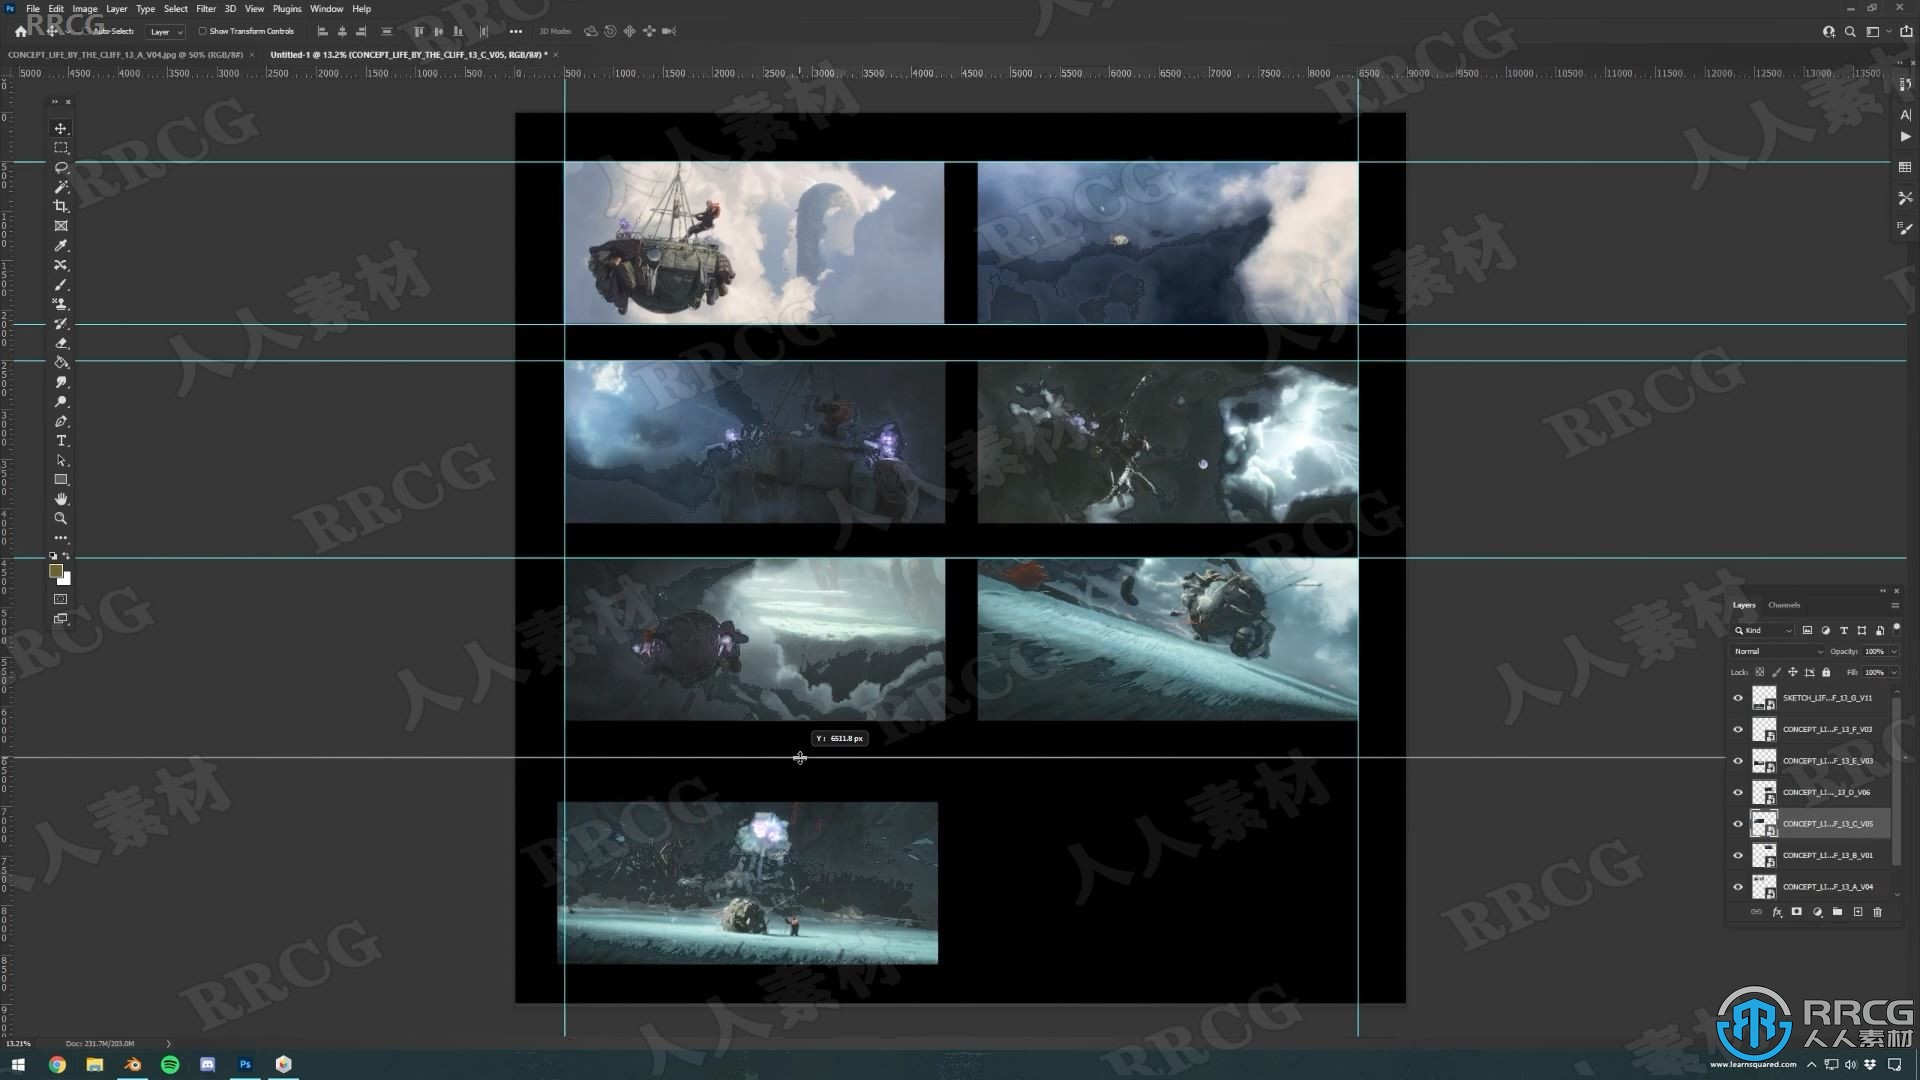 File Edit Image Layer Type Select Filter 3D View Plugins Window Help
RRCG
Auto-Select: Layer Show Transform Controls 3D Mode:
CONCEPT_LIFE_BY_THE_CLIFF_13_A_V04.jpg @ 50% (RGB/8#) × Untitled-1 @ 13.2% (CONCEPT_LIFE_BY_THE_CLIFF_13_C_V05, RGB/8#) * ×
5000 4500 4000 3500 3000 2500 2000 1500 1000 500 0 500 1000 1500 2000 2500 3000 3500 4000 4500 5000 5500 6000 6500 7000 7500 8000 8500 9000 9500 10000 10500 11000 11500 12000 12500 13000 13500
Y : 6511.8 px
Layers Channels
Kind
Normal Opacity: 100%
Lock: Fill: 100%
SKETCH_LIF...F_13_G_V11
CONCEPT_LI...F_13_F_V03
CONCEPT_LI...F_13_E_V03
CONCEPT_LI..._13_D_V06
CONCEPT_LI...F_13_C_V05
CONCEPT_LI...F_13_B_V01
CONCEPT_LI...F_13_A_V04
13.21% Doc: 231.7M/203.0M
RRCG
人人素材
www.learnsquared.com